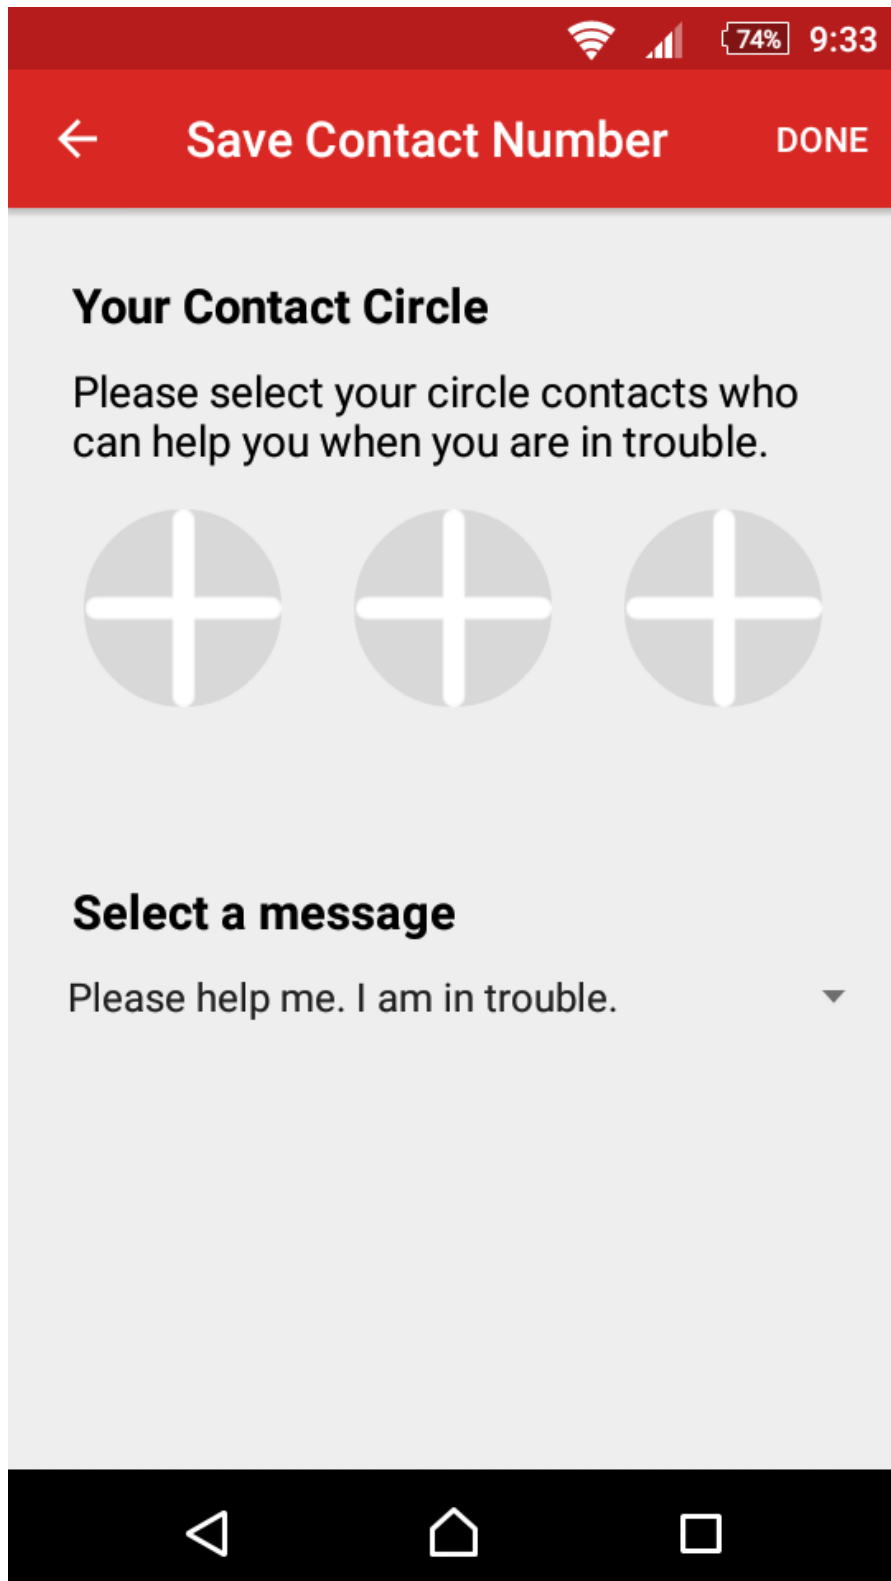 74% 9:33
Save Contact Number DONE
Your Contact Circle
Please select your circle contacts who
can help you when you are in trouble.
Select a message
Please help me. I am in trouble.